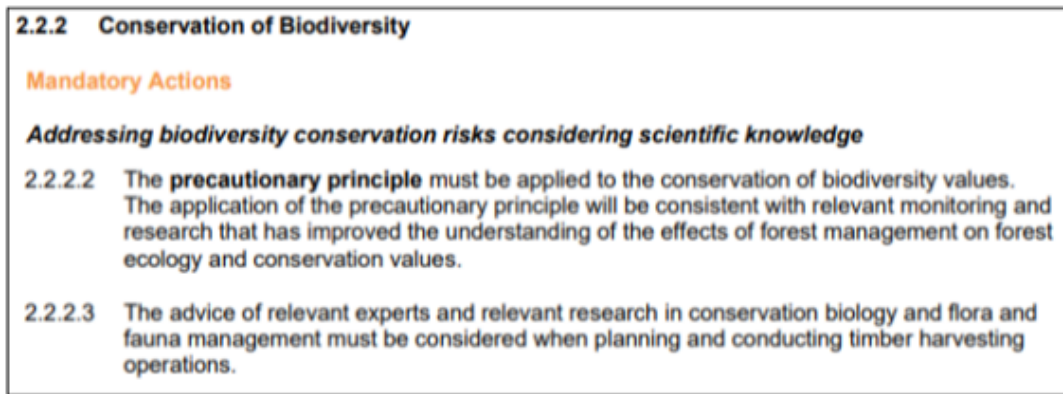 2.2.2 Conservation of Biodiversity
Mandatory Actions
Addressing biodiversity conservation risks considering scientific knowledge
2.2.2.2 The precautionary principle must be applied to the conservation of biodiversity values.
The application of the precautionary principle will be consistent with relevant monitoring and
research that has improved the understanding of the effects of forest management on forest
ecology and conservation values.
2.2.2.3 The advice of relevant experts and relevant research in conservation biology and flora and
fauna management must be considered when planning and conducting timber harvesting
operations.